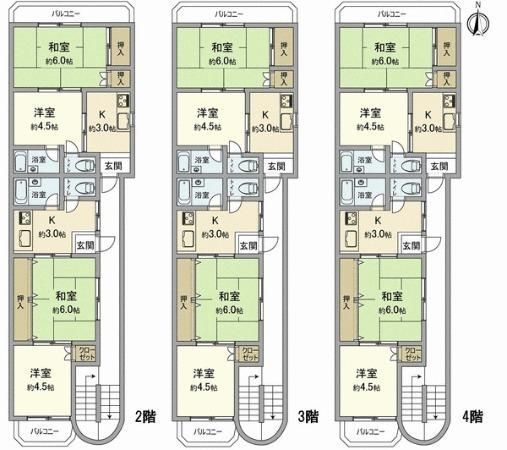 N
バルコニー
和室
約6.0帖
押入
押入
洋室
約4.5帖
K
約3.0帖
浴室
トイレ
玄関
浴室
トイレ
K
約3.0帖
玄関
押入
和室
約6.0帖
クローゼット
洋室
約4.5帖
バルコニー
2階
バルコニー
和室
約6.0帖
押入
押入
洋室
約4.5帖
K
約3.0帖
浴室
トイレ
玄関
浴室
トイレ
K
約3.0帖
玄関
押入
和室
約6.0帖
クローゼット
洋室
約4.5帖
バルコニー
3階
バルコニー
和室
約6.0帖
押入
押入
洋室
約4.5帖
K
約3.0帖
浴室
トイレ
玄関
浴室
トイレ
K
約3.0帖
玄関
押入
和室
約6.0帖
クローゼット
洋室
約4.5帖
バルコニー
4階